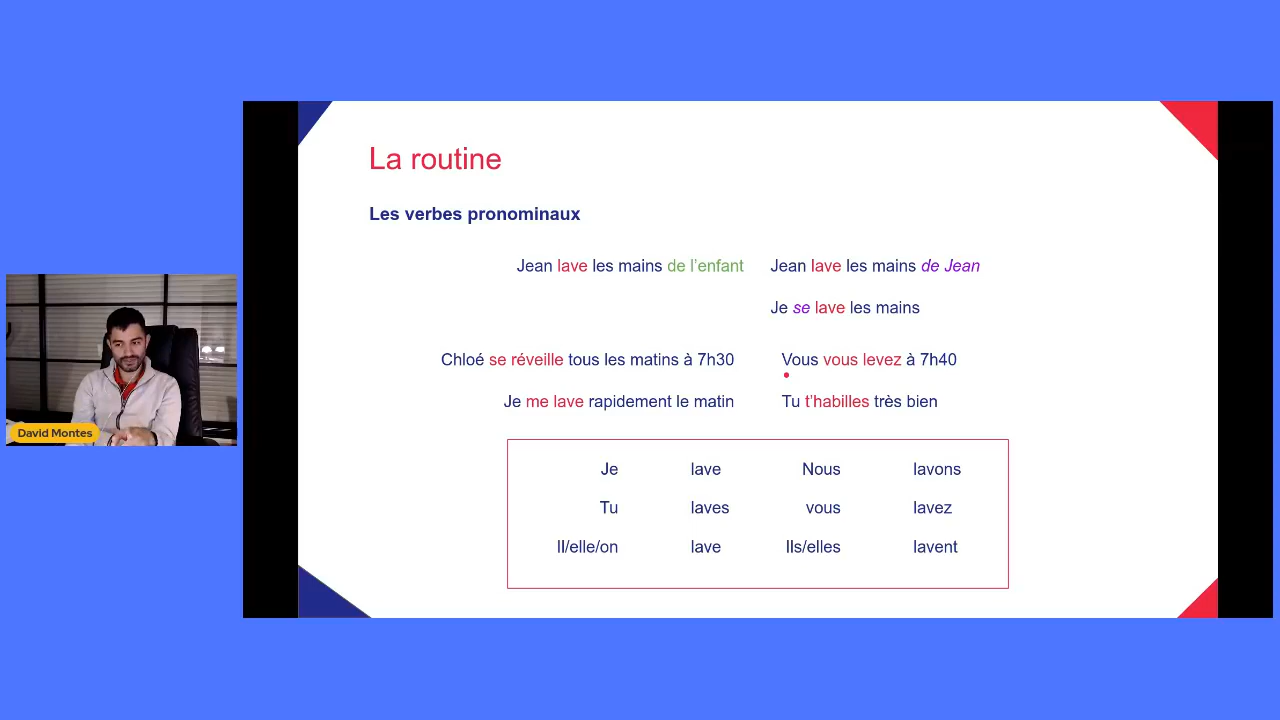 La routine
Les verbes pronominaux
Jean lave les mains de l'enfant
Jean lave les mains de Jean
Je se lave les mains
Chloé se réveille tous les matins à 7h30
Vous vous levez à 7h40
Je me lave rapidement le matin
Tu t'habilles très bien
Je lave Nous lavons
Tu laves vous lavez
Il/elle/on lave Ils/elles lavent
David Montes